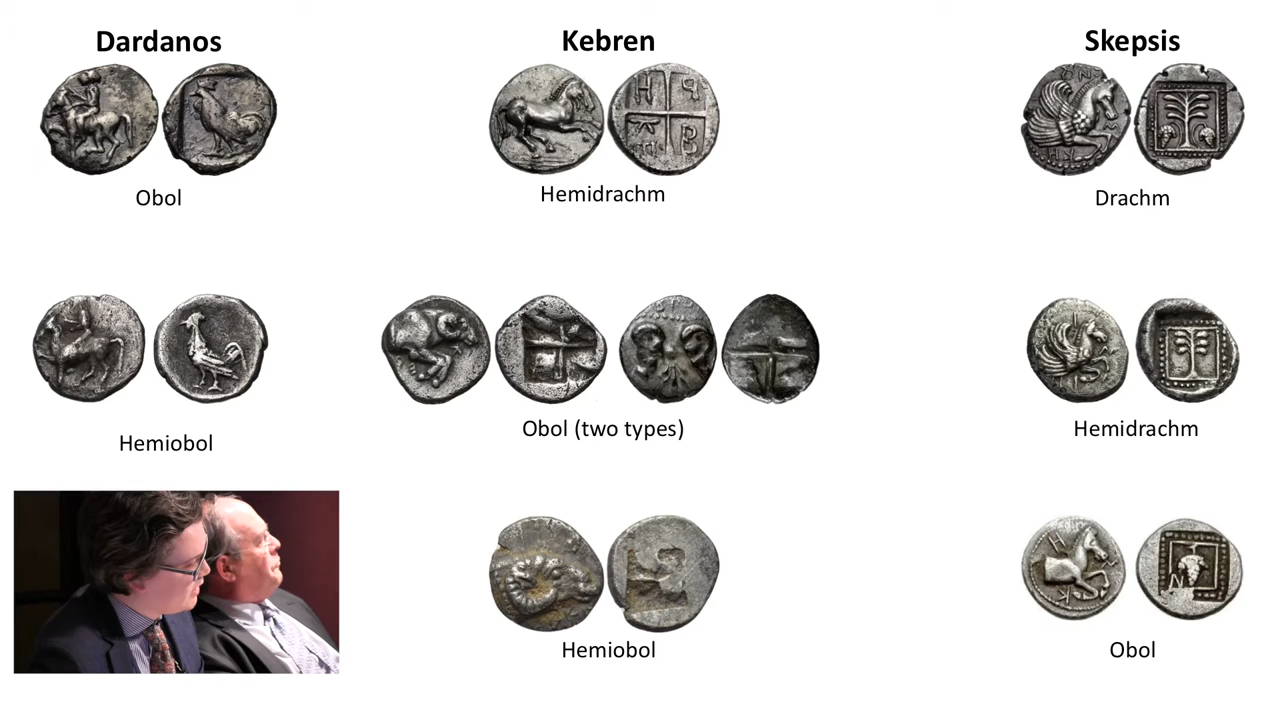 Dardanos
Kebren
Skepsis
Obol
Hemidrachm
Drachm
Hemiobol
Obol (two types)
Hemidrachm
Hemiobol
Obol